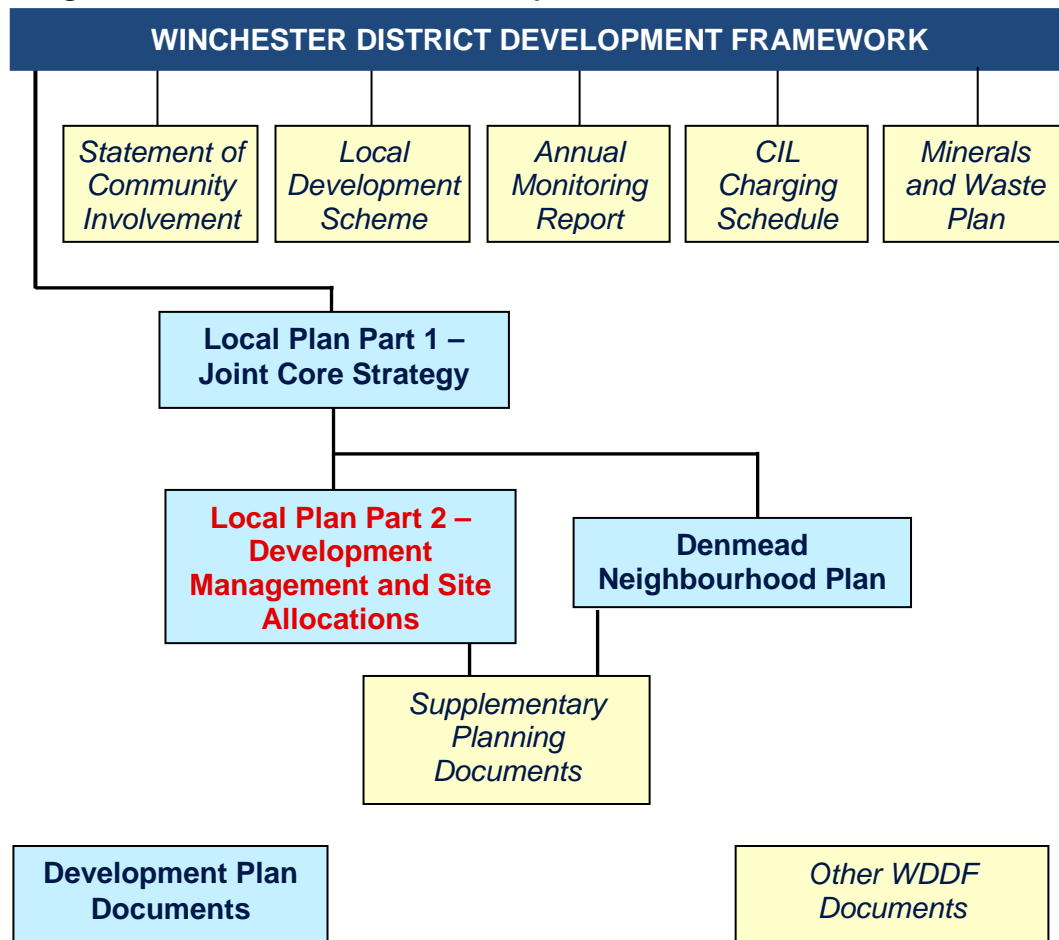 WINCHESTER DISTRICT DEVELOPMENT FRAMEWORK
Statement of
Community
Involvement
Local
Development
Scheme
Annual
Monitoring
Report
CIL
Charging
Schedule
Minerals
and Waste
Plan
Local Plan Part 1 –
Joint Core Strategy
Local Plan Part 2 –
Development
Management and Site
Allocations
Denmead
Neighbourhood Plan
Supplementary
Planning
Documents
Development Plan
Documents
Other WDDF
Documents